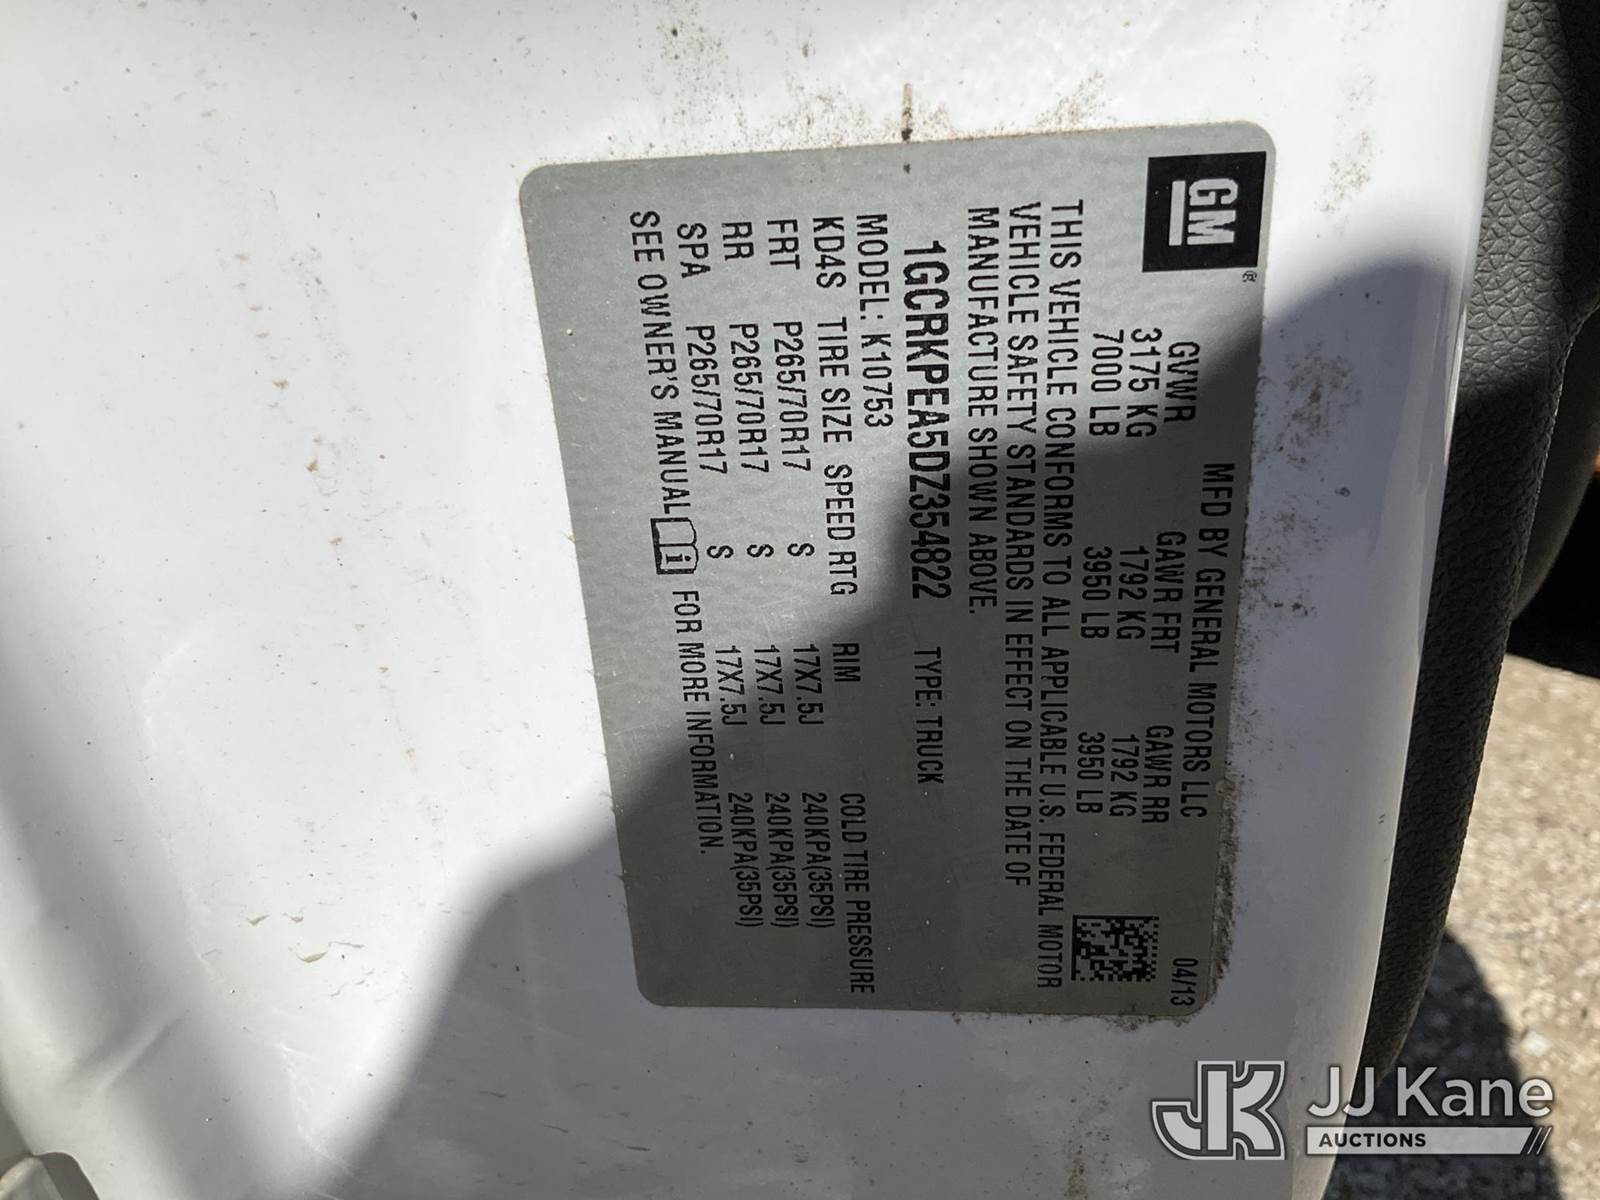 GM®
MFD BY GENERAL MOTORS LLC 04/13
GVWR GAWR FRT GAWR RR
3175 KG 1792 KG 1792 KG
7000 LB 3950 LB 3950 LB
THIS VEHICLE CONFORMS TO ALL APPLICABLE U.S. FEDERAL MOTOR
VEHICLE SAFETY STANDARDS IN EFFECT ON THE DATE OF
MANUFACTURE SHOWN ABOVE.
1GCRKPEA5DZ354822 TYPE: TRUCK
MODEL: K10753
KD4S TIRE SIZE SPEED RTG RIM COLD TIRE PRESSURE
FRT P265/70R17 S 17X7.5J 240KPA(35PSI)
RR P265/70R17 S 17X7.5J 240KPA(35PSI)
SPA P265/70R17 S 17X7.5J 240KPA(35PSI)
SEE OWNER'S MANUAL i FOR MORE INFORMATION.
JK JJ Kane
AUCTIONS